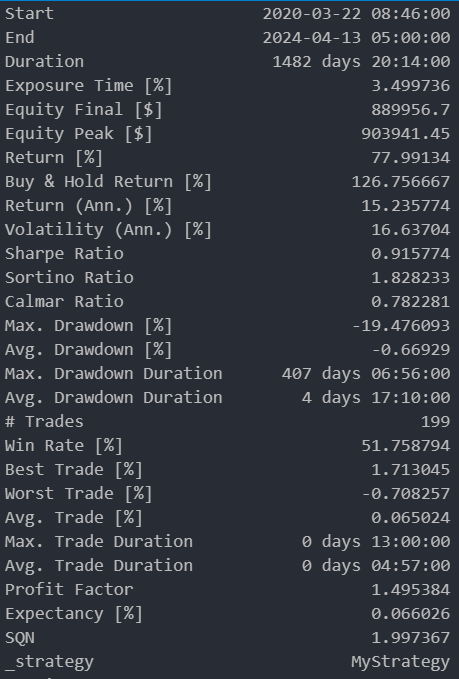 Start 2020-03-22 08:46:00
End 2024-04-13 05:00:00
Duration 1482 days 20:14:00
Exposure Time [%] 3.499736
Equity Final [$] 889956.7
Equity Peak [$] 903941.45
Return [%] 77.99134
Buy & Hold Return [%] 126.756667
Return (Ann.) [%] 15.235774
Volatility (Ann.) [%] 16.63704
Sharpe Ratio 0.915774
Sortino Ratio 1.828233
Calmar Ratio 0.782281
Max. Drawdown [%] -19.476093
Avg. Drawdown [%] -0.66929
Max. Drawdown Duration 407 days 06:56:00
Avg. Drawdown Duration 4 days 17:10:00
# Trades 199
Win Rate [%] 51.758794
Best Trade [%] 1.713045
Worst Trade [%] -0.708257
Avg. Trade [%] 0.065024
Max. Trade Duration 0 days 13:00:00
Avg. Trade Duration 0 days 04:57:00
Profit Factor 1.495384
Expectancy [%] 0.066026
SQN 1.997367
_strategy MyStrategy